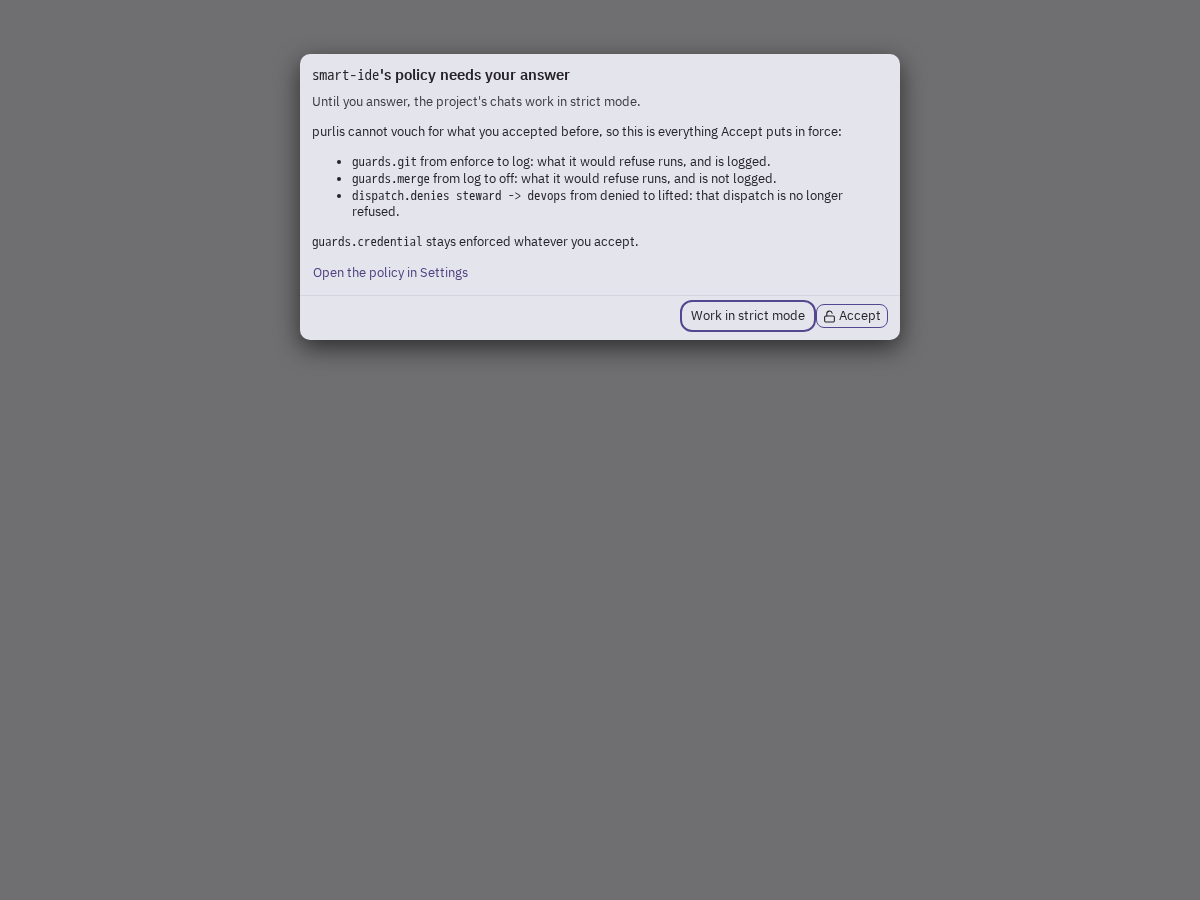 smart-ide's policy needs your answer
Until you answer, the project's chats work in strict mode.
purlis cannot vouch for what you accepted before, so this is everything Accept puts in force:
• guards.git from enforce to log: what it would refuse runs, and is logged.
• guards.merge from log to off: what it would refuse runs, and is not logged.
• dispatch.denies steward -> devops from denied to lifted: that dispatch is no longer
refused.
guards.credential stays enforced whatever you accept.
Open the policy in Settings
Work in strict mode Accept